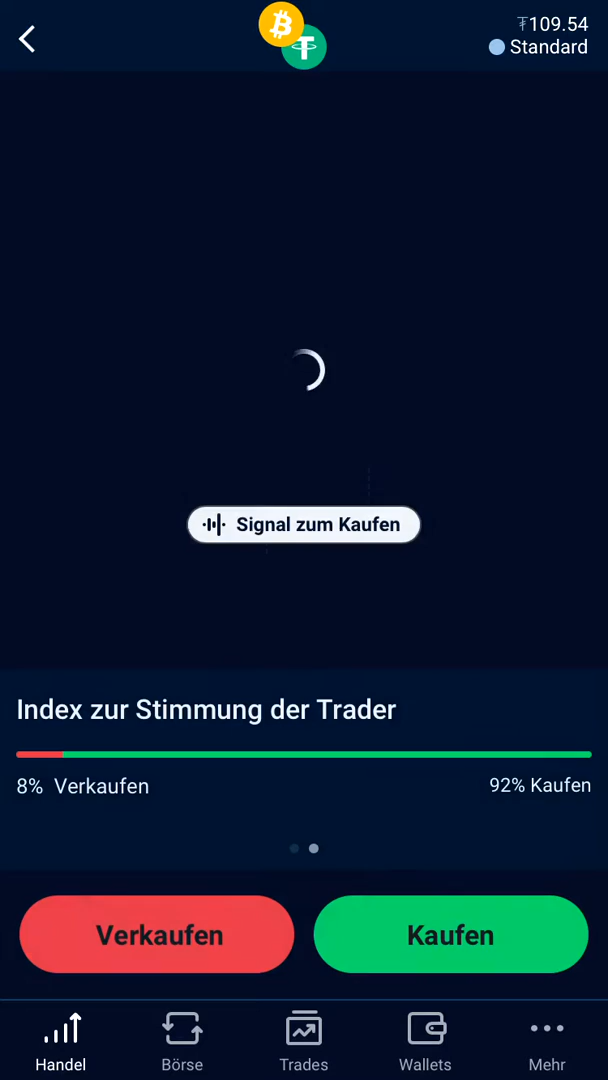 ₮109.54
Standard
Signal zum Kaufen
Index zur Stimmung der Trader
8% Verkaufen
92% Kaufen
Verkaufen
Kaufen
Handel
Börse
Trades
Wallets
Mehr